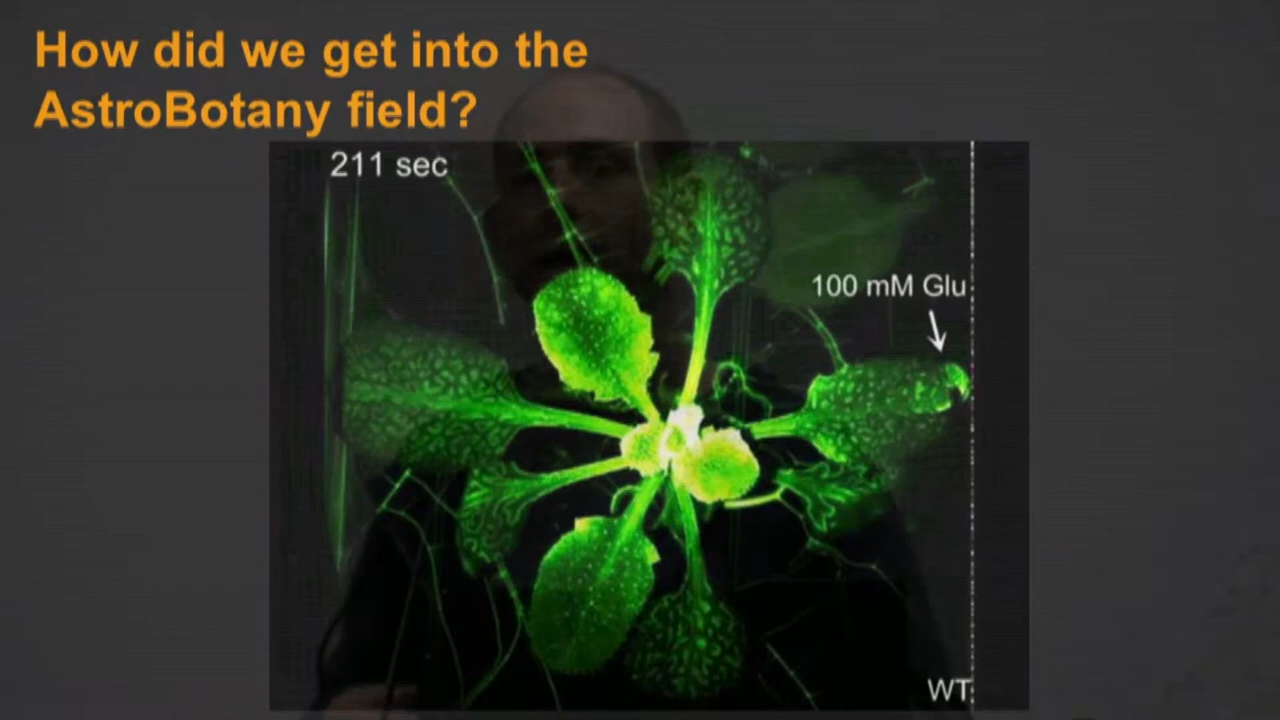 How did we get into the
AstroBotany field?
211 sec
100 mM Glu
WT